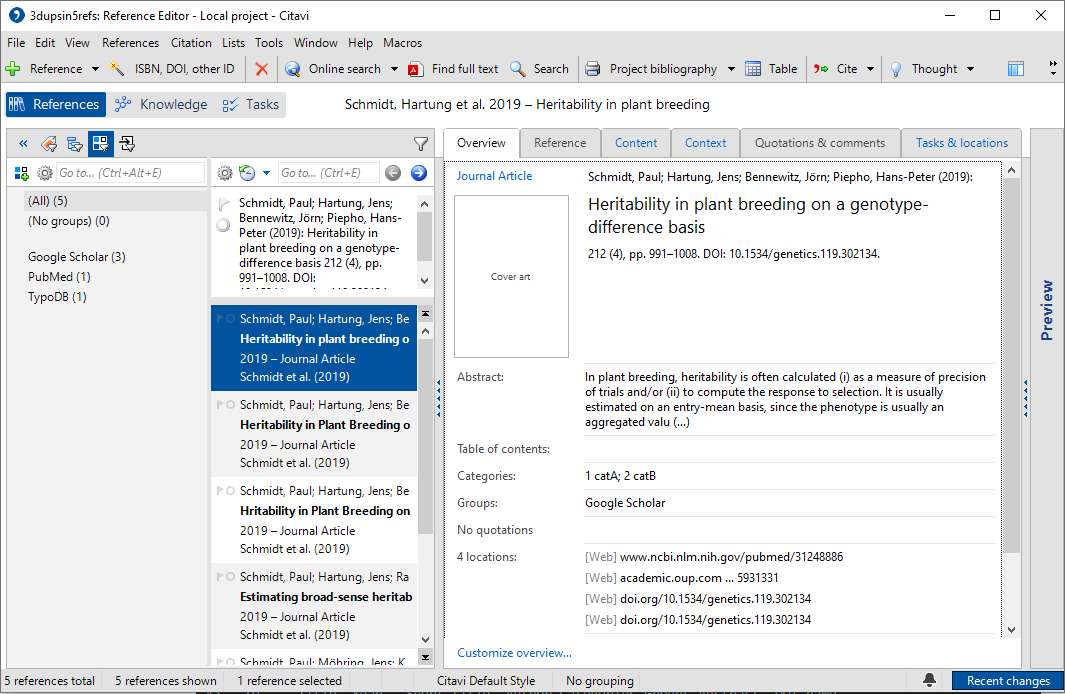 3dupsin5refs: Reference Editor - Local project - Citavi
File Edit View References Citation Lists Tools Window Help Macros
Reference ISBN, DOI, other ID Online search Find full text Search Project bibliography Table Cite Thought
References Knowledge Tasks
Schmidt, Hartung et al. 2019 – Heritability in plant breeding
Go to... (Ctrl+Alt+E)
(All) (5)
(No groups) (0)
Google Scholar (3)
PubMed (1)
TypoDB (1)
Go to... (Ctrl+E)
Schmidt, Paul; Hartung, Jens;
Bennewitz, Jörn; Piepho, Hans-
Peter (2019): Heritability in
plant breeding on a genotype-
difference basis 212 (4), pp.
991–1008. DOI:
Schmidt, Paul; Hartung, Jens; Be
Heritability in plant breeding o
2019 – Journal Article
Schmidt et al. (2019)
Schmidt, Paul; Hartung, Jens; Be
Heritability in Plant Breeding o
2019 – Journal Article
Schmidt et al. (2019)
Schmidt, Paul; Hartung, Jens; Be
Hritability in Plant Breeding on
2019 – Journal Article
Schmidt et al. (2019)
Schmidt, Paul; Hartung, Jens; Ra
Estimating broad-sense heritab
2019 – Journal Article
Schmidt et al. (2019)
Schmidt, Paul; Möhring, Jens; K
Overview Reference Content Context Quotations & comments Tasks & locations
Journal Article
Cover art
Schmidt, Paul; Hartung, Jens; Bennewitz, Jörn; Piepho, Hans-Peter (2019):
Heritability in plant breeding on a genotype-
difference basis
212 (4), pp. 991–1008. DOI: 10.1534/genetics.119.302134.
Abstract:
In plant breeding, heritability is often calculated (i) as a measure of precision
of trials and/or (ii) to compute the response to selection. It is usually
estimated on an entry-mean basis, since the phenotype is usually an
aggregated valu (...)
Table of contents:
Categories: 1 catA; 2 catB
Groups: Google Scholar
No quotations
4 locations: [Web] www.ncbi.nlm.nih.gov/pubmed/31248886
[Web] academic.oup.com ... 5931331
[Web] doi.org/10.1534/genetics.119.302134
[Web] doi.org/10.1534/genetics.119.302134
Customize overview...
Preview
5 references total 5 references shown 1 reference selected Citavi Default Style No grouping Recent changes